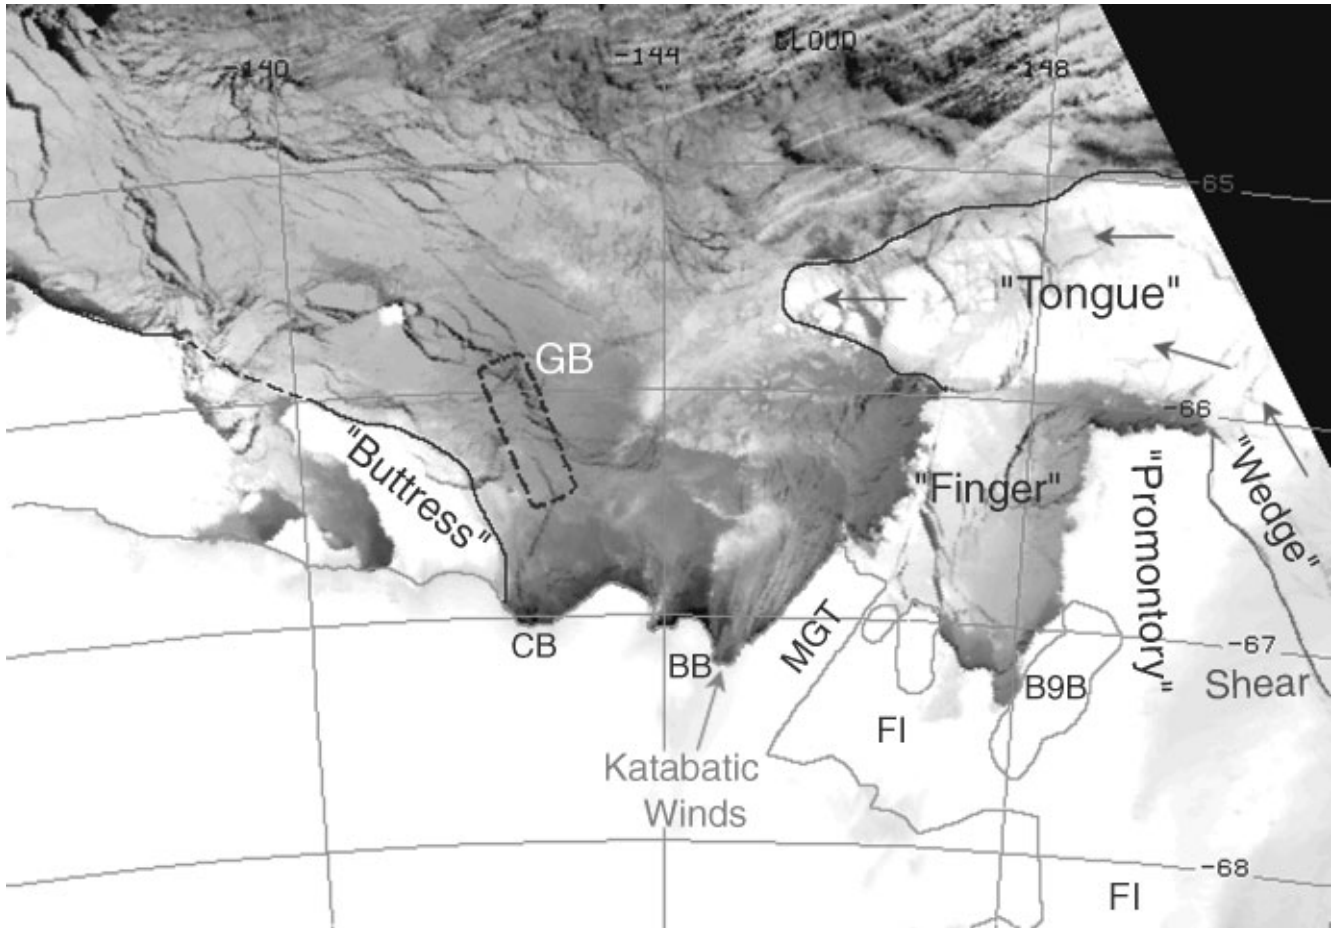 CLOUD
-140
-144
-148
-65
"Tongue"
GB
-66
"Buttress"
"Finger"
"Promontory"
"Wedge"
CB
BB
MGT
-67
B9B
Shear
FI
Katabatic
Winds
-68
FI